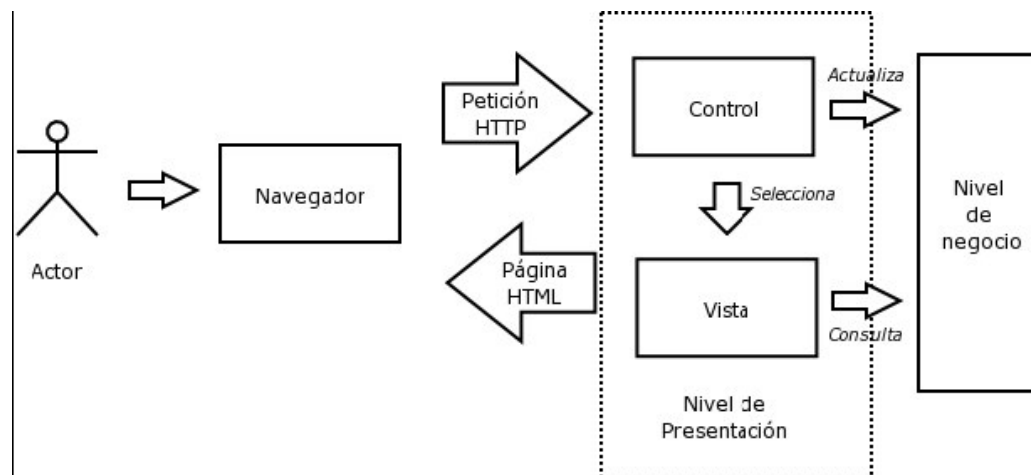 Actor
Navegador
Petición
HTTP
Página
HTML
Control
Actualiza
Selecciona
Vista
Consulta
Nivel de
Presentación
Nivel
de
negocio